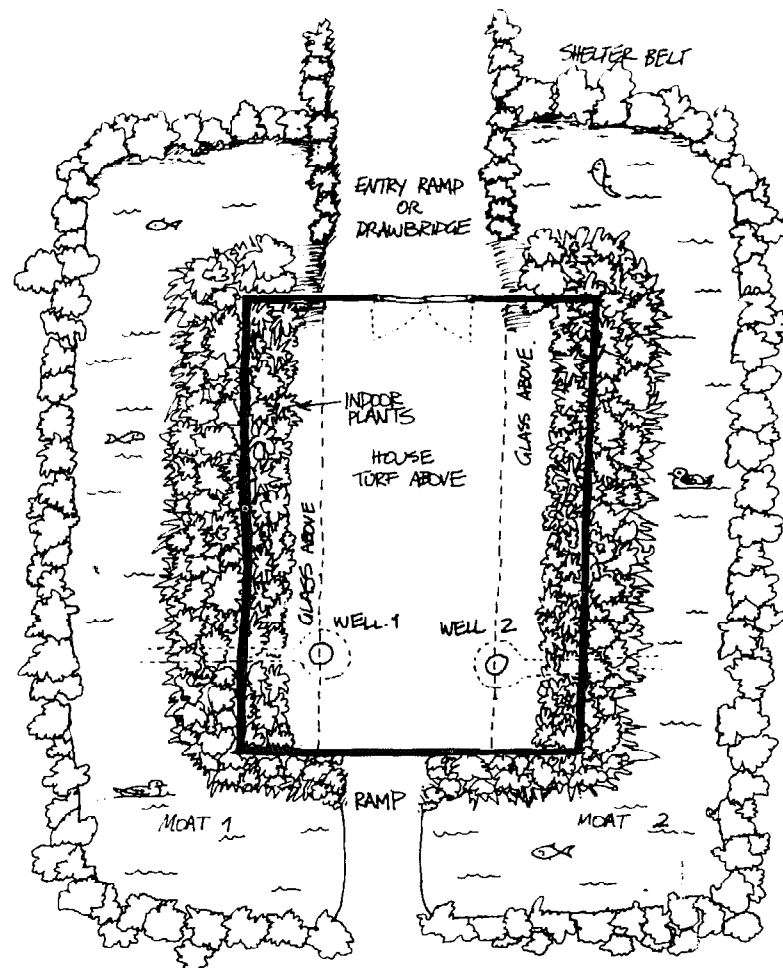 SHELTER BELT
ENTRY RAMP
OR
DRAWBRIDGE
INDOOR
PLANTS
GLASS ABOVE
HOUSE
TURF ABOVE
GLASS ABOVE
WELL 1
WELL 2
RAMP
MOAT 1
MOAT 2